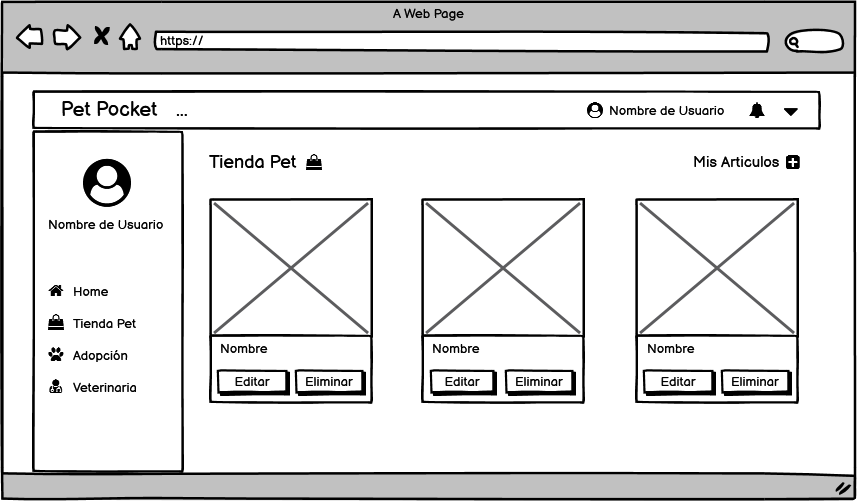 A Web Page
https://
Pet Pocket ...
Nombre de Usuario
Nombre de Usuario
Home
Tienda Pet
Adopción
Veterinaria
Tienda Pet
Mis Articulos
Nombre
Editar Eliminar
Nombre
Editar Eliminar
Nombre
Editar Eliminar